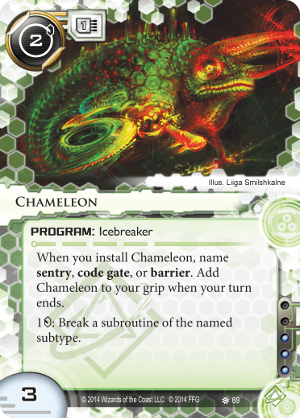 2
1
Illus. Liiga Smilshkalne
CHAMELEON
PROGRAM: Icebreaker
When you install Chameleon, name
sentry, code gate, or barrier. Add
Chameleon to your grip when your turn
ends.
1: Break a subroutine of the named
subtype.
3
© 2014 Wizards of the Coast LLC. © 2014 FFG
69